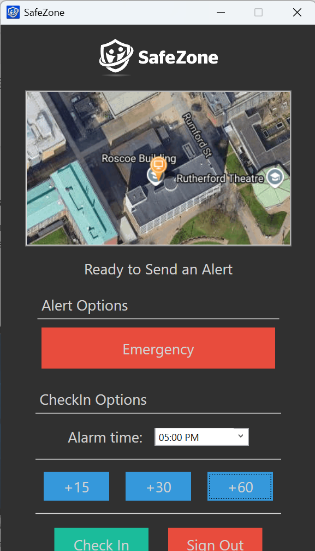 SafeZone
SafeZone
Rumford St
Roscoe Building
Rutherford Theatre
Ready to Send an Alert
Alert Options
Emergency
CheckIn Options
Alarm time: 05:00 PM
+15 +30 +60
Check In Sign Out